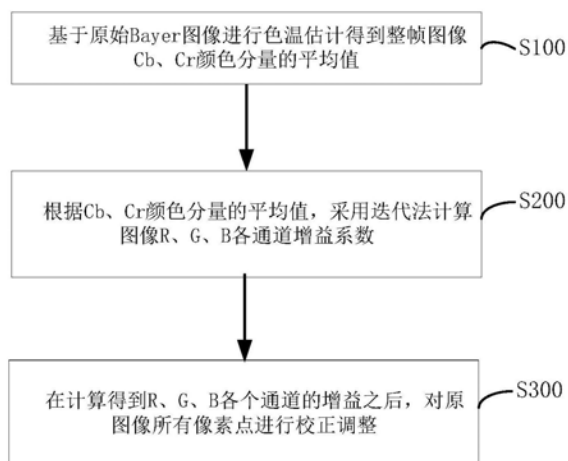 基于原始Bayer图像进行色温估计得到整帧图像
Cb、Cr颜色分量的平均值
S100
根据Cb、Cr颜色分量的平均值，采用迭代法计算
图像R、G、B各通道增益系数
S200
在计算得到R、G、B各个通道的增益之后，对原
图像所有像素点进行校正调整
S300